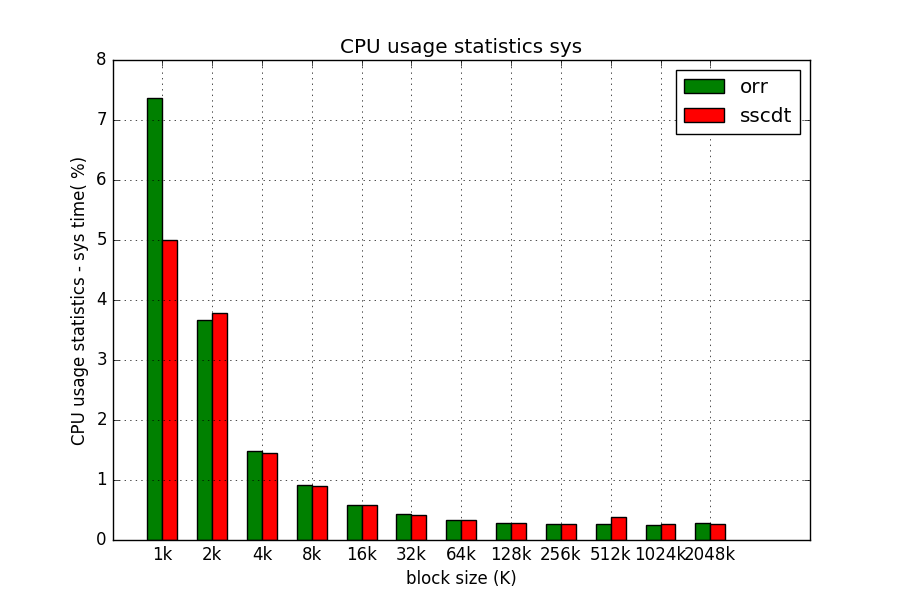 CPU usage statistics sys
orr
sscdt
CPU usage statistics - sys time( %)
8
7
6
5
4
3
2
1
0
1k 2k 4k 8k 16k 32k 64k 128k 256k 512k 1024k 2048k
block size (K)